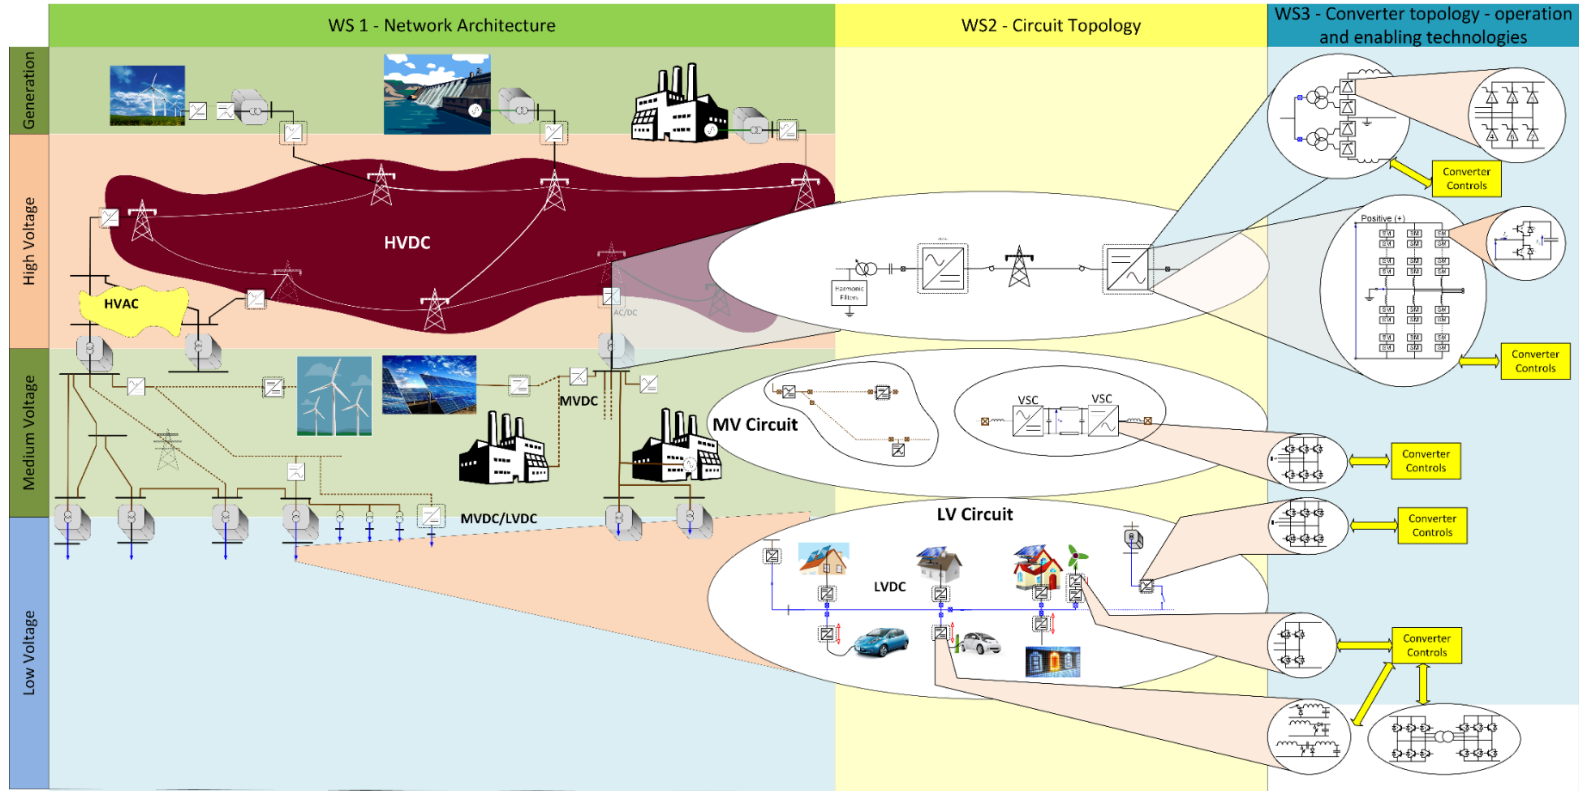 WS 1 - Network Architecture
WS2 - Circuit Topology
WS3 - Converter topology - operation
and enabling technologies
Generation
High Voltage
Medium Voltage
Low Voltage
HVDC
HVAC
AC/DC
Harmonic
Filters
Converter
Controls
Positive (+)
Converter
Controls
MVDC
MV Circuit
VSC
VSC
Converter
Controls
MVDC/LVDC
LV Circuit
LVDC
Converter
Controls
Converter
Controls